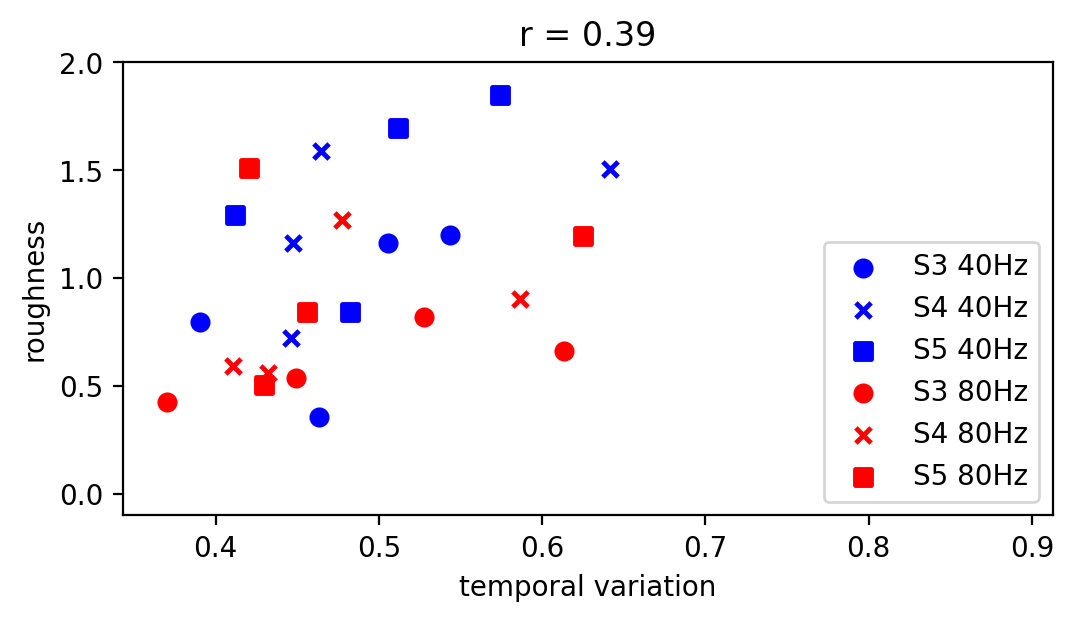 r = 0.39
2.0
1.5
1.0
0.5
0.0
roughness
S3 40Hz
S4 40Hz
S5 40Hz
S3 80Hz
S4 80Hz
S5 80Hz
0.4 0.5 0.6 0.7 0.8 0.9
temporal variation